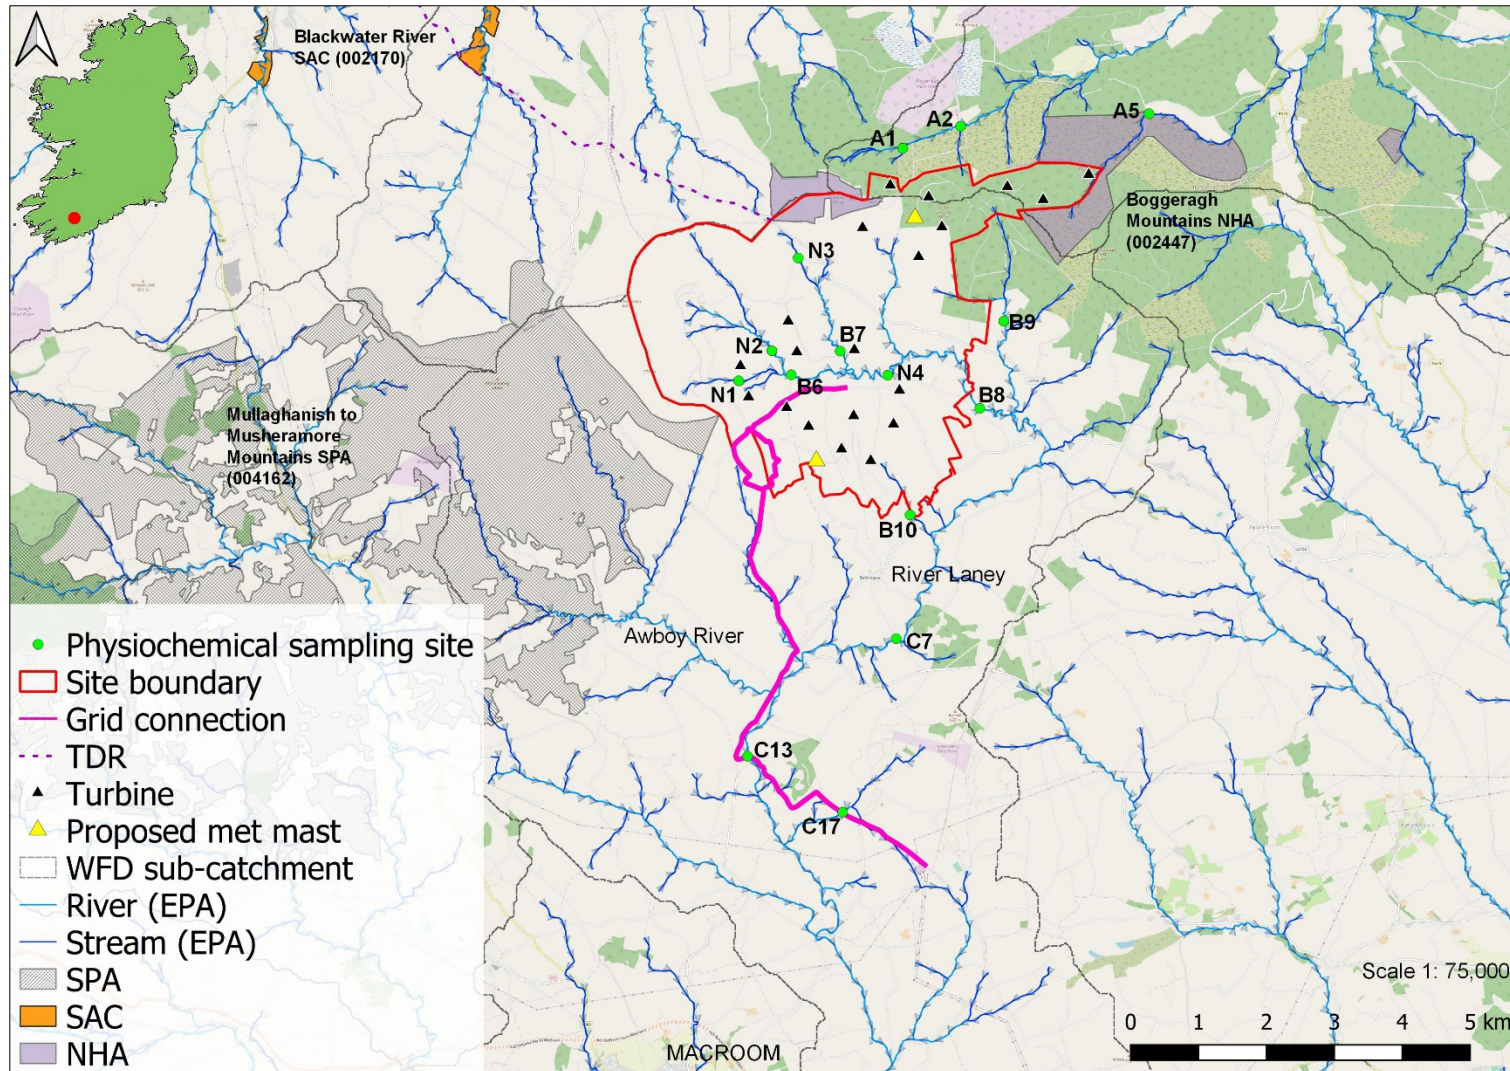 Blackwater River
SAC (002170)
A5
A2
A1
Boggeragh
Mountains NHA
(002447)
N3
B9
N2
B7
N1
B6
N4
B8
Mullaghanish to
Musheramore
Mountains SPA
(004162)
B10
River Laney
Awboy River
C7
C13
C17
Physiochemical sampling site
Site boundary
Grid connection
TDR
Turbine
Proposed met mast
WFD sub-catchment
River (EPA)
Stream (EPA)
SPA
SAC
NHA
Scale 1: 75,000
0 1 2 3 4 5 km
MACROOM